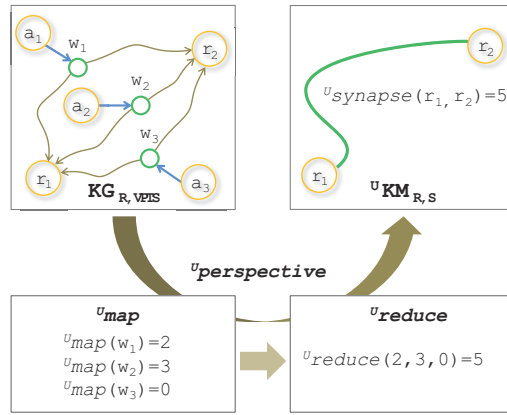 a1
w1
r2
w2
a2
w3
r1
a3
KG R,VPIS
r2
Usynapse(r1,r2)=5
r1
UKM R,S
Uperspective
Umap
Umap(w1)=2
Umap(w2)=3
Umap(w3)=0
Ureduce
Ureduce(2,3,0)=5